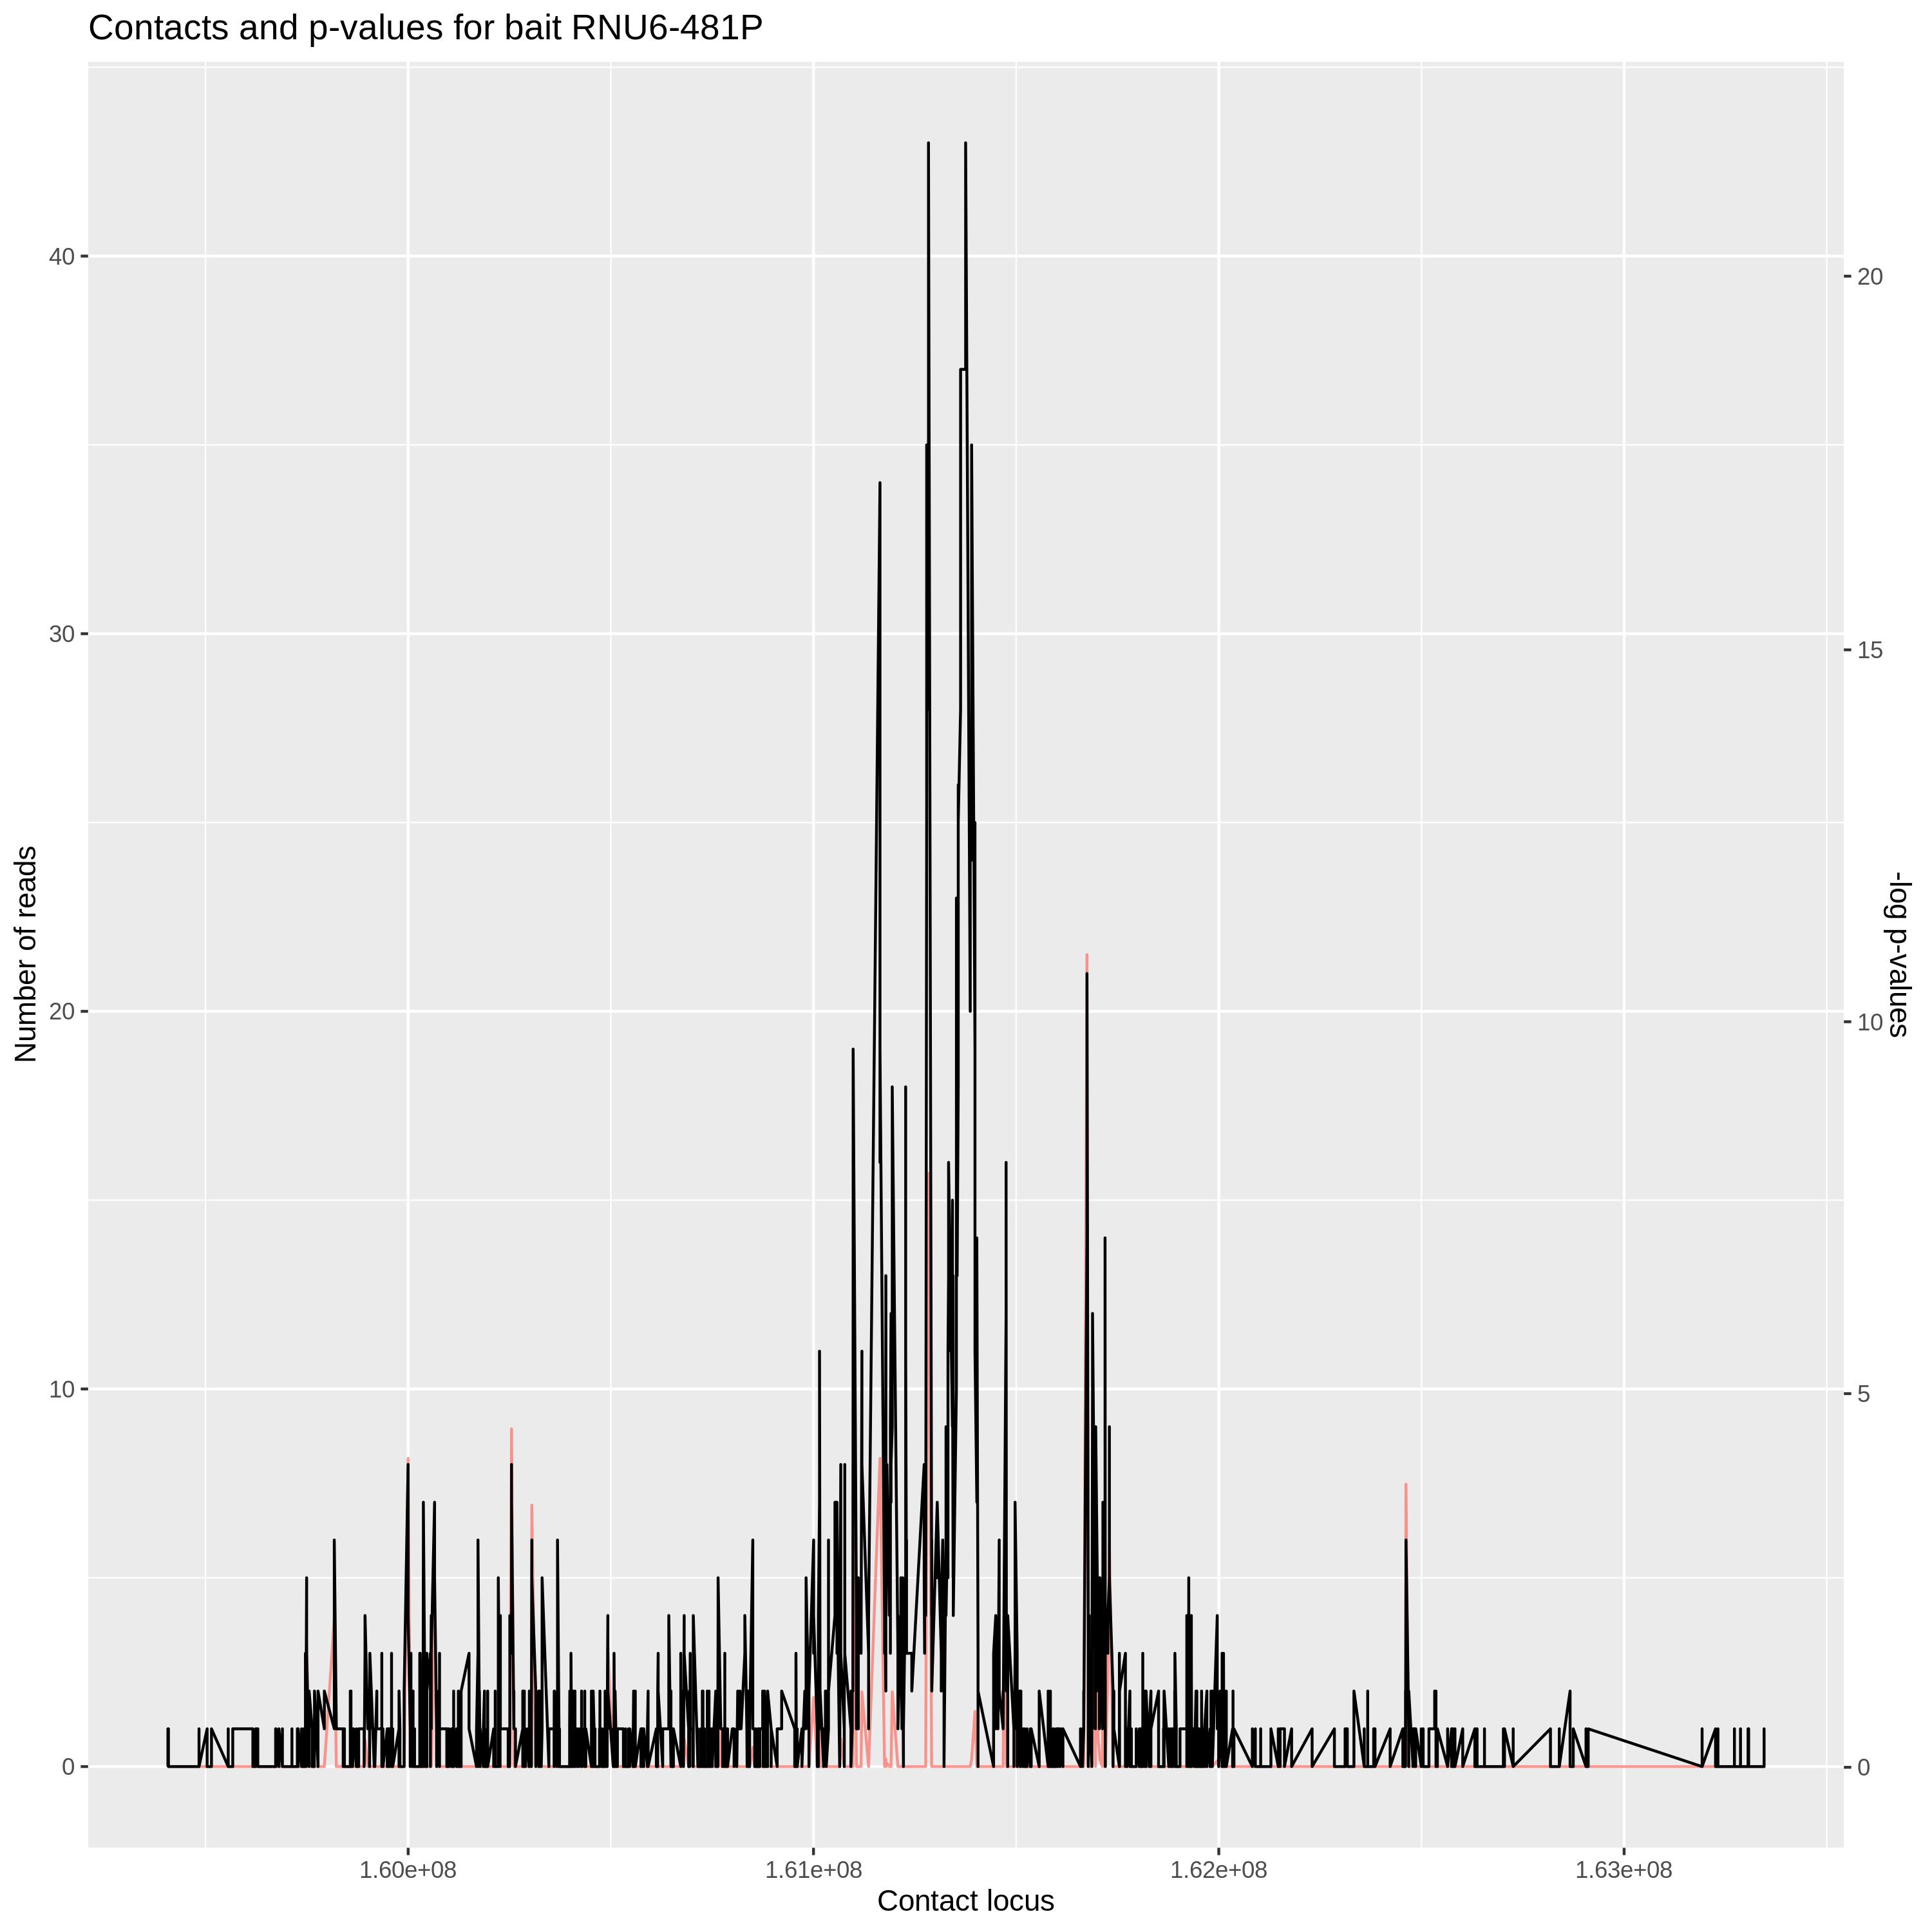 Contacts and p-values for bait RNU6-481P
Number of reads
40
30
20
10
0
20
15
10
5
0
-log p-values
1.60e+08
1.61e+08
1.62e+08
1.63e+08
Contact locus